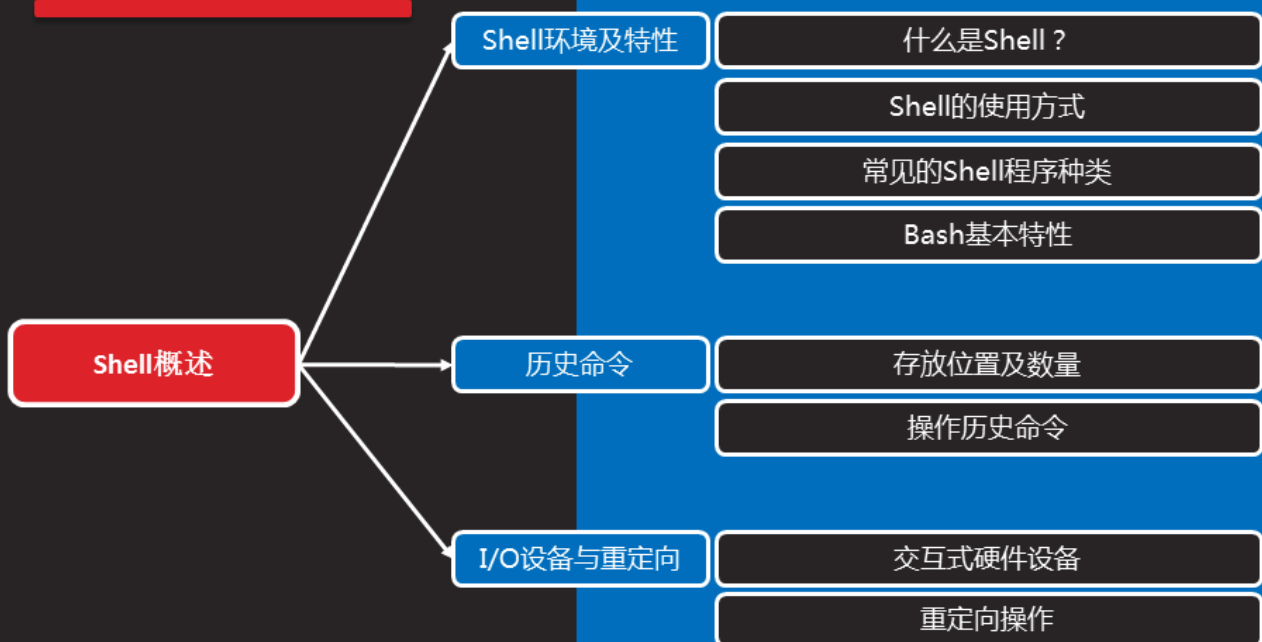 Shell环境及特性
什么是Shell？
Shell的使用方式
常见的Shell程序种类
Bash基本特性
Shell概述
历史命令
存放位置及数量
操作历史命令
I/O设备与重定向
交互式硬件设备
重定向操作